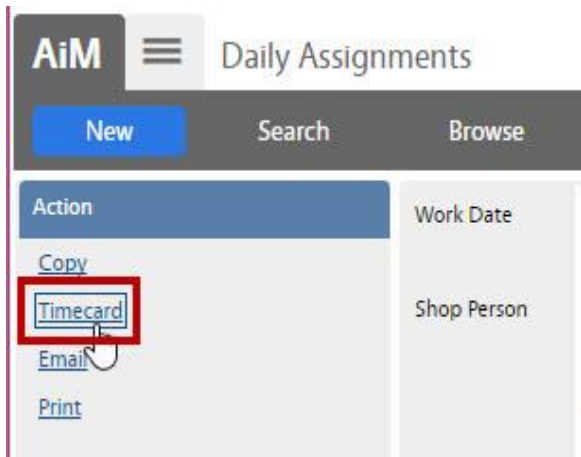 AiM Daily Assignments
New Search Browse
Action
Copy
Timecard
Email
Print
Work Date
Shop Person